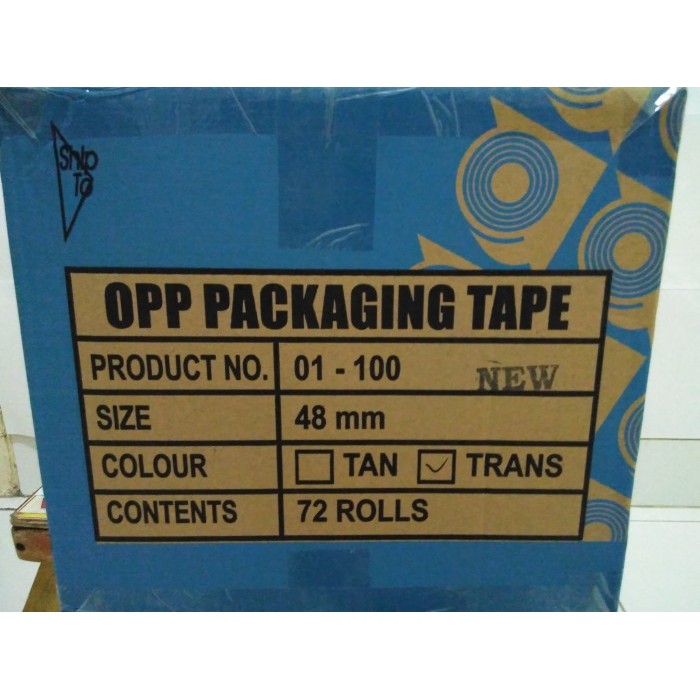 Ship
To
OPP PACKAGING TAPE
PRODUCT NO. 01 - 100 NEW
SIZE 48 mm
COLOUR TAN TRANS
CONTENTS 72 ROLLS